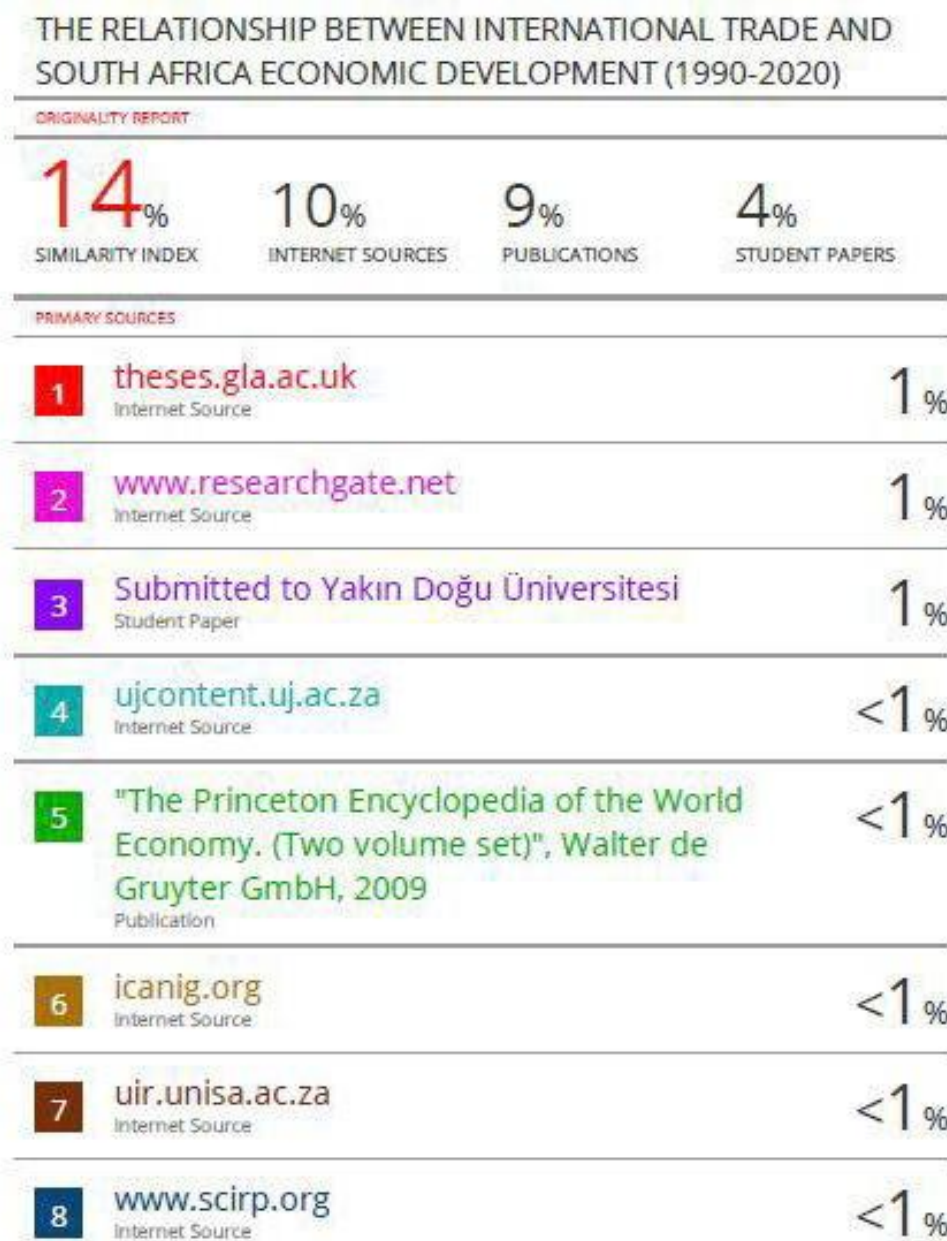 THE RELATIONSHIP BETWEEN INTERNATIONAL TRADE AND
SOUTH AFRICA ECONOMIC DEVELOPMENT (1990-2020)
ORIGINALITY REPORT
14%
10%
9%
4%
SIMILARITY INDEX
INTERNET SOURCES
PUBLICATIONS
STUDENT PAPERS
PRIMARY SOURCES
1 theses.gla.ac.uk 1%
Internet Source
2 www.researchgate.net 1%
Internet Source
3 Submitted to Yakın Doğu Üniversitesi 1%
Student Paper
4 ujcontent.uj.ac.za <1%
Internet Source
5 "The Princeton Encyclopedia of the World <1%
Economy. (Two volume set)", Walter de
Gruyter GmbH, 2009
Publication
6 icanig.org <1%
Internet Source
7 uir.unisa.ac.za <1%
Internet Source
8 www.scirp.org <1%
Internet Source